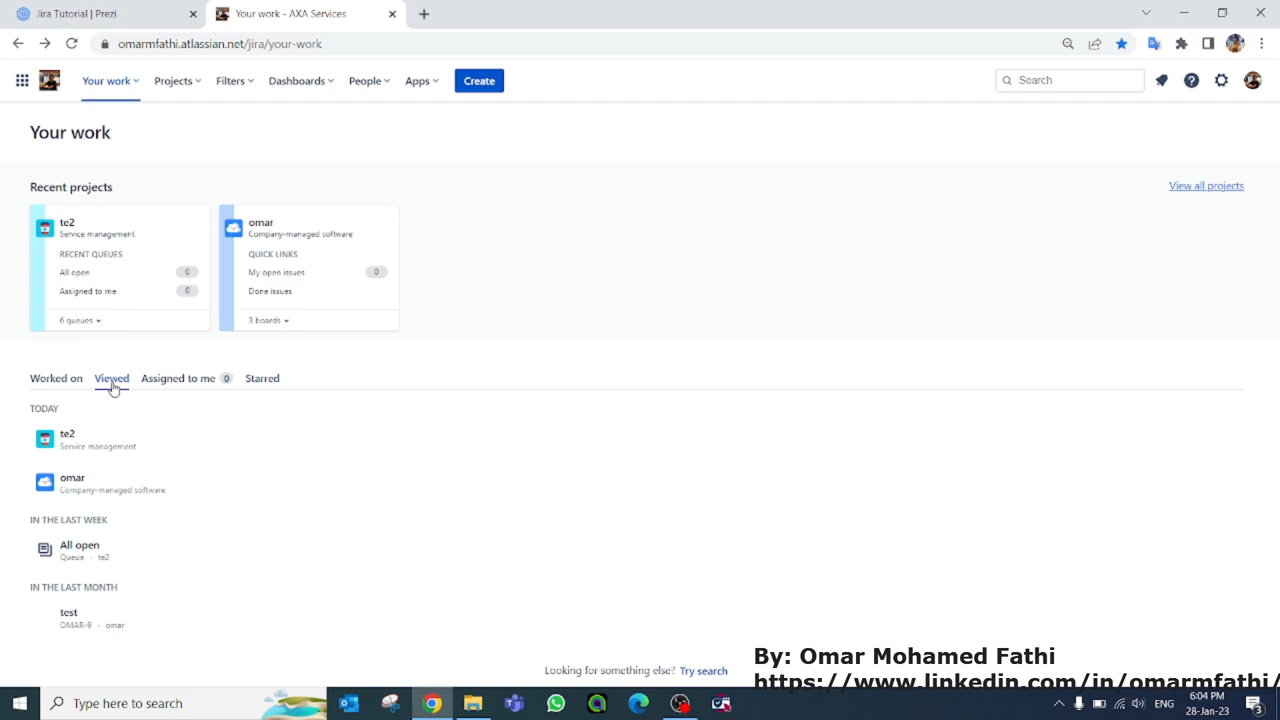 Jira Tutorial | Prezi
Your work - AXA Services
omarmfathi.atlassian.net/jira/your-work
Your work
Projects
Filters
Dashboards
People
Apps
Create
Search
Your work
Recent projects
View all projects
te2
Service management
RECENT QUEUES
All open 0
Assigned to me 0
6 queues
omar
Company-managed software
QUICK LINKS
My open issues 0
Done issues
3 boards
Worked on
Viewed
Assigned to me 0
Starred
TODAY
te2
Service management
omar
Company-managed software
IN THE LAST WEEK
All open
Queue · te2
IN THE LAST MONTH
test
OMAR-9 · omar
Looking for something else? Try search
By: Omar Mohamed Fathi
https://www.linkedin.com/in/omarmfathi/
Type here to search
ENG
6:04 PM
28-Jan-23
3